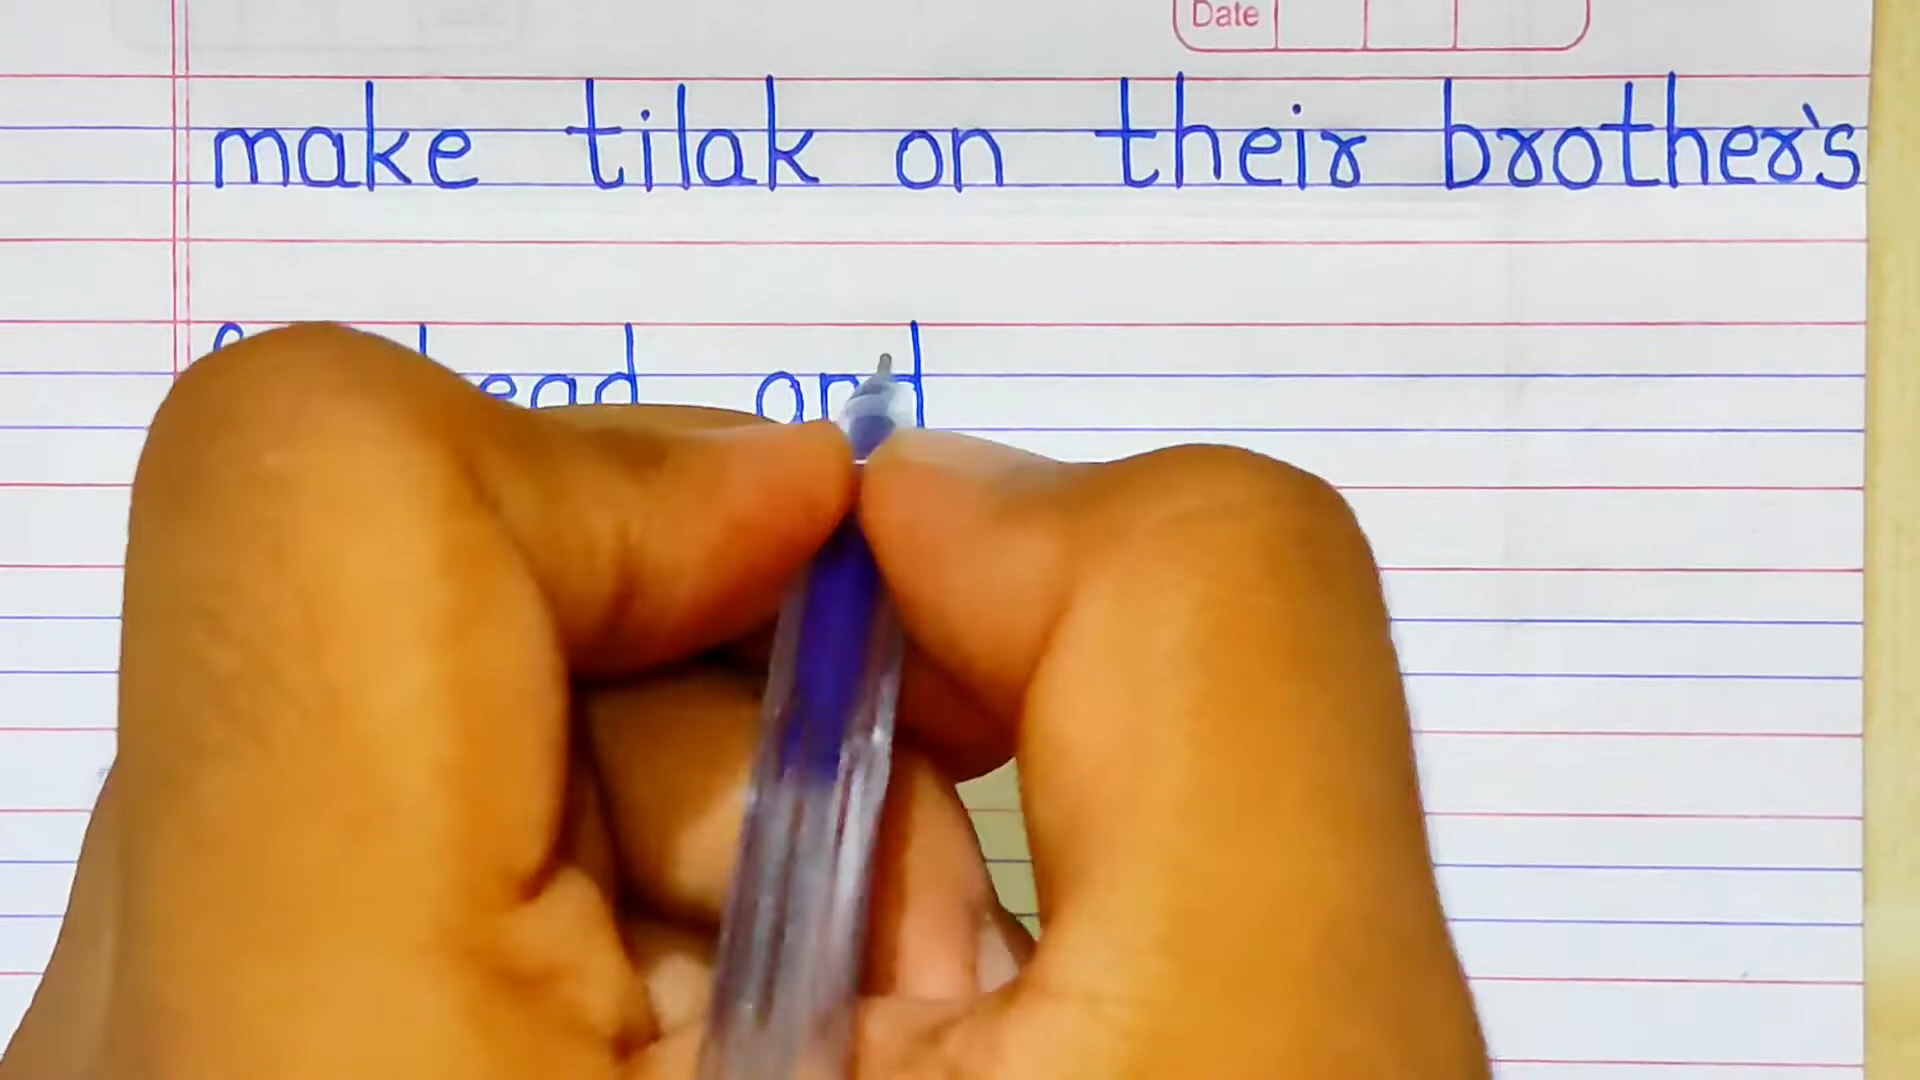 Date
make tilak on their brother's
and